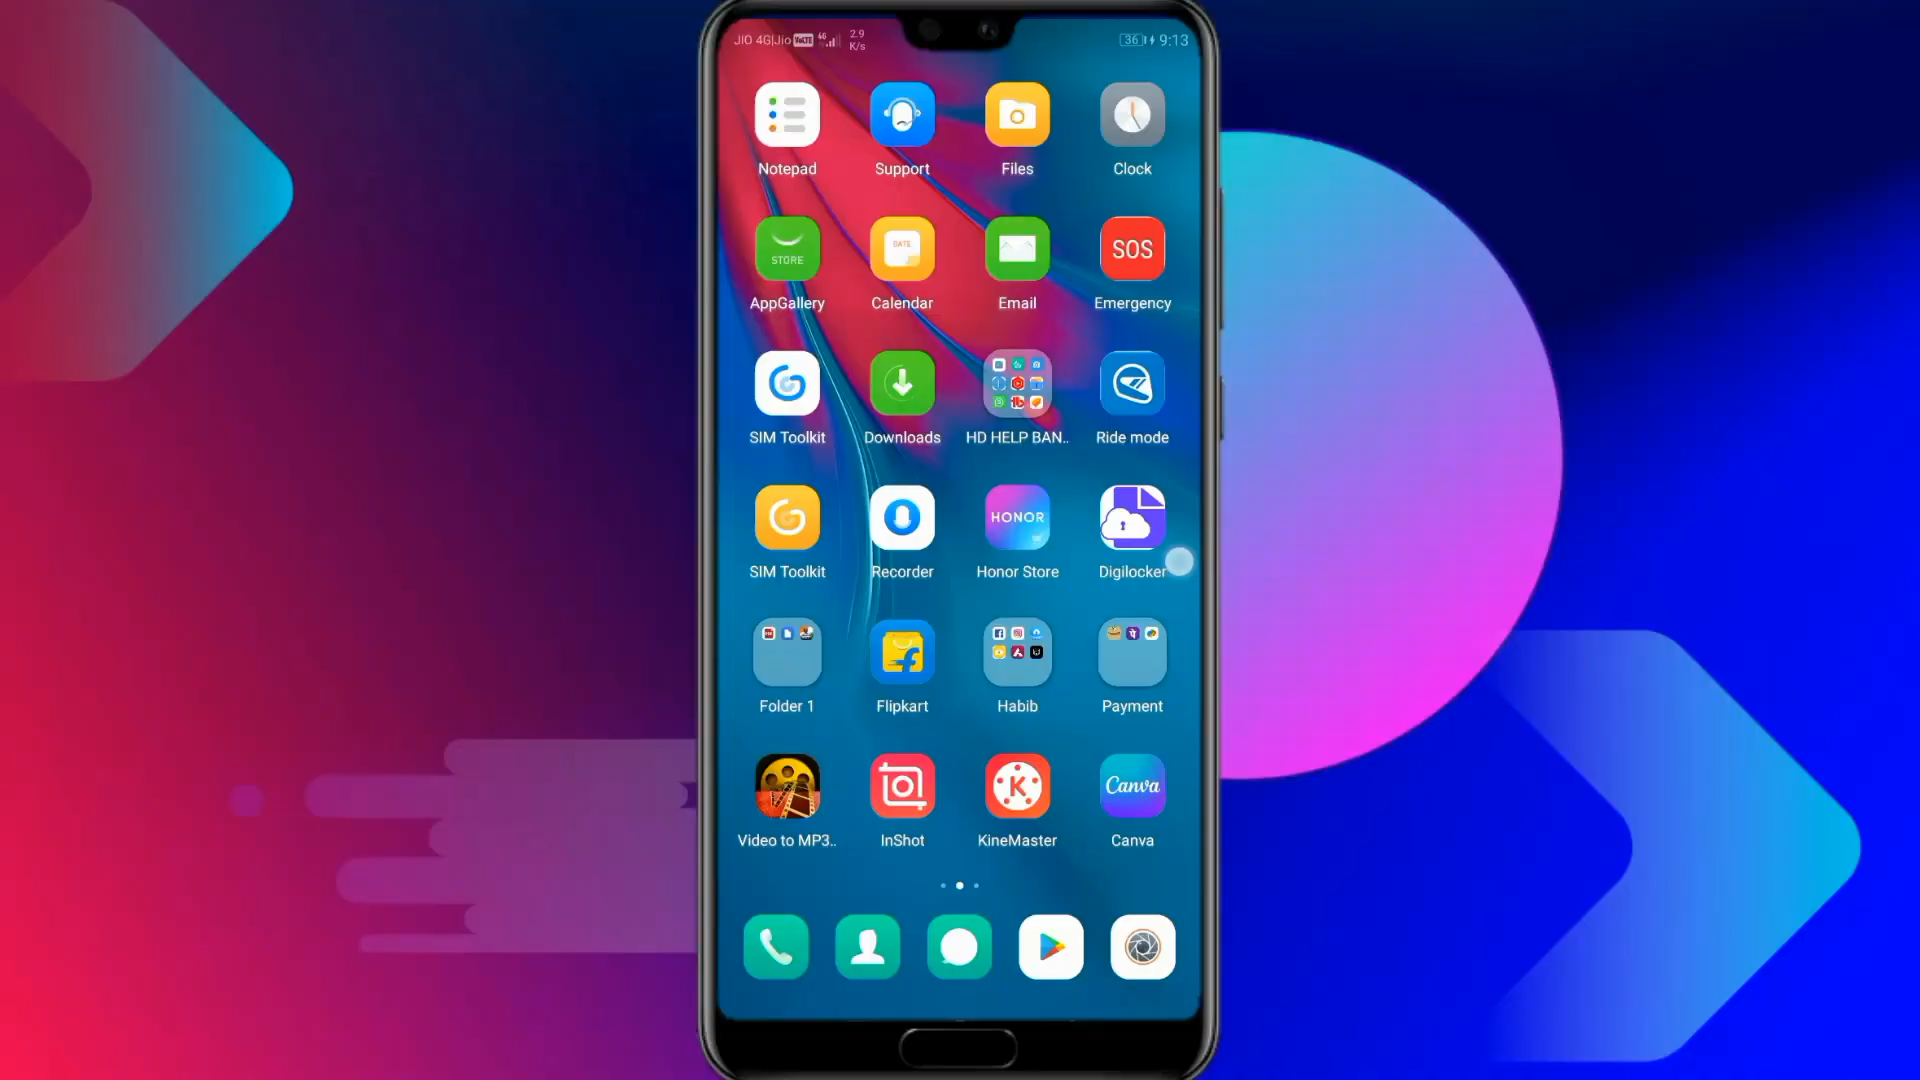 JIO 4G|Jio VoLTE 4G 2.9 K/s 36 9:13
Notepad Support Files Clock
STORE DATE SOS
AppGallery Calendar Email Emergency
SIM Toolkit Downloads HD HELP BAN.. Ride mode
HONOR
SIM Toolkit Recorder Honor Store Digilocker
Folder 1 Flipkart Habib Payment
K Canva
Video to MP3.. InShot KineMaster Canva